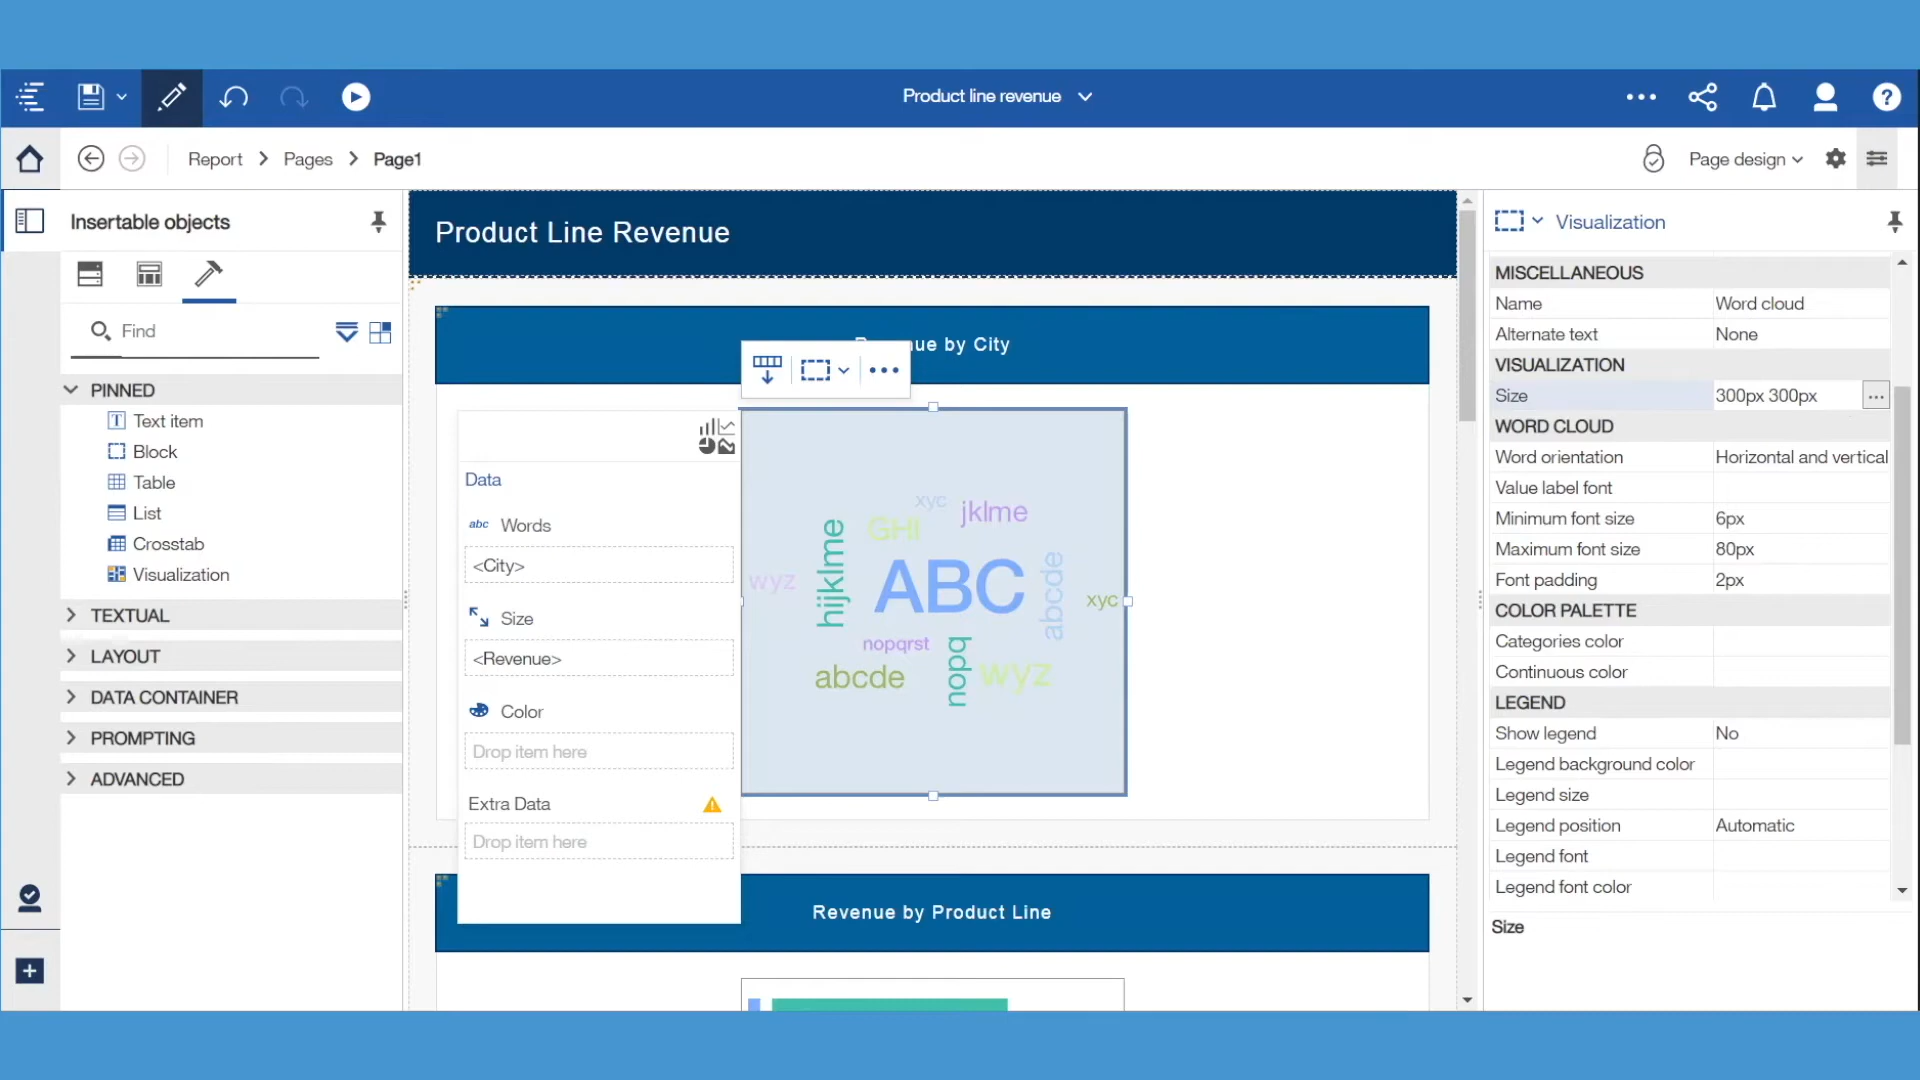 Product line revenue
?
Report > Pages > Page1
Page design
Insertable objects
Find
PINNED
Text item
Block
Table
List
Crosstab
Visualization
TEXTUAL
LAYOUT
DATA CONTAINER
PROMPTING
ADVANCED
Product Line Revenue
Revenue by City
Data
abc Words
<City>
Size
<Revenue>
Color
Drop item here
Extra Data
Drop item here
xyc
jklme
GHI
hijklme
wyz
ABC
abcde
xyc
nopqrst
nopq
abcde
wyz
Revenue by Product Line
Visualization
MISCELLANEOUS
Name Word cloud
Alternate text None
VISUALIZATION
Size 300px 300px ...
WORD CLOUD
Word orientation Horizontal and vertical
Value label font
Minimum font size 6px
Maximum font size 80px
Font padding 2px
COLOR PALETTE
Categories color
Continuous color
LEGEND
Show legend No
Legend background color
Legend size
Legend position Automatic
Legend font
Legend font color
Size